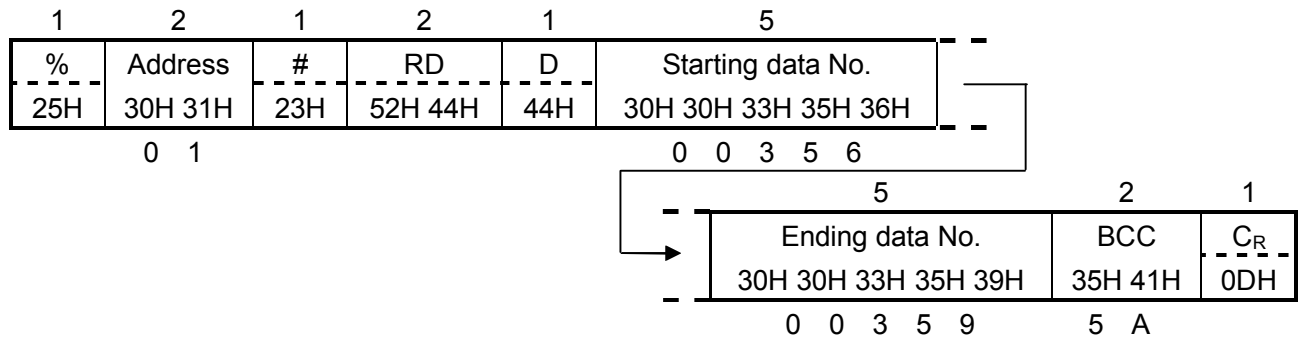 1 2 1 2 1 5
% Address # RD D Starting data No.
25H 30H 31H 23H 52H 44H 44H 30H 30H 33H 35H 36H
0 1 0 0 3 5 6
5 2 1
Ending data No. BCC CR
30H 30H 33H 35H 39H 35H 41H 0DH
0 0 3 5 9 5 A